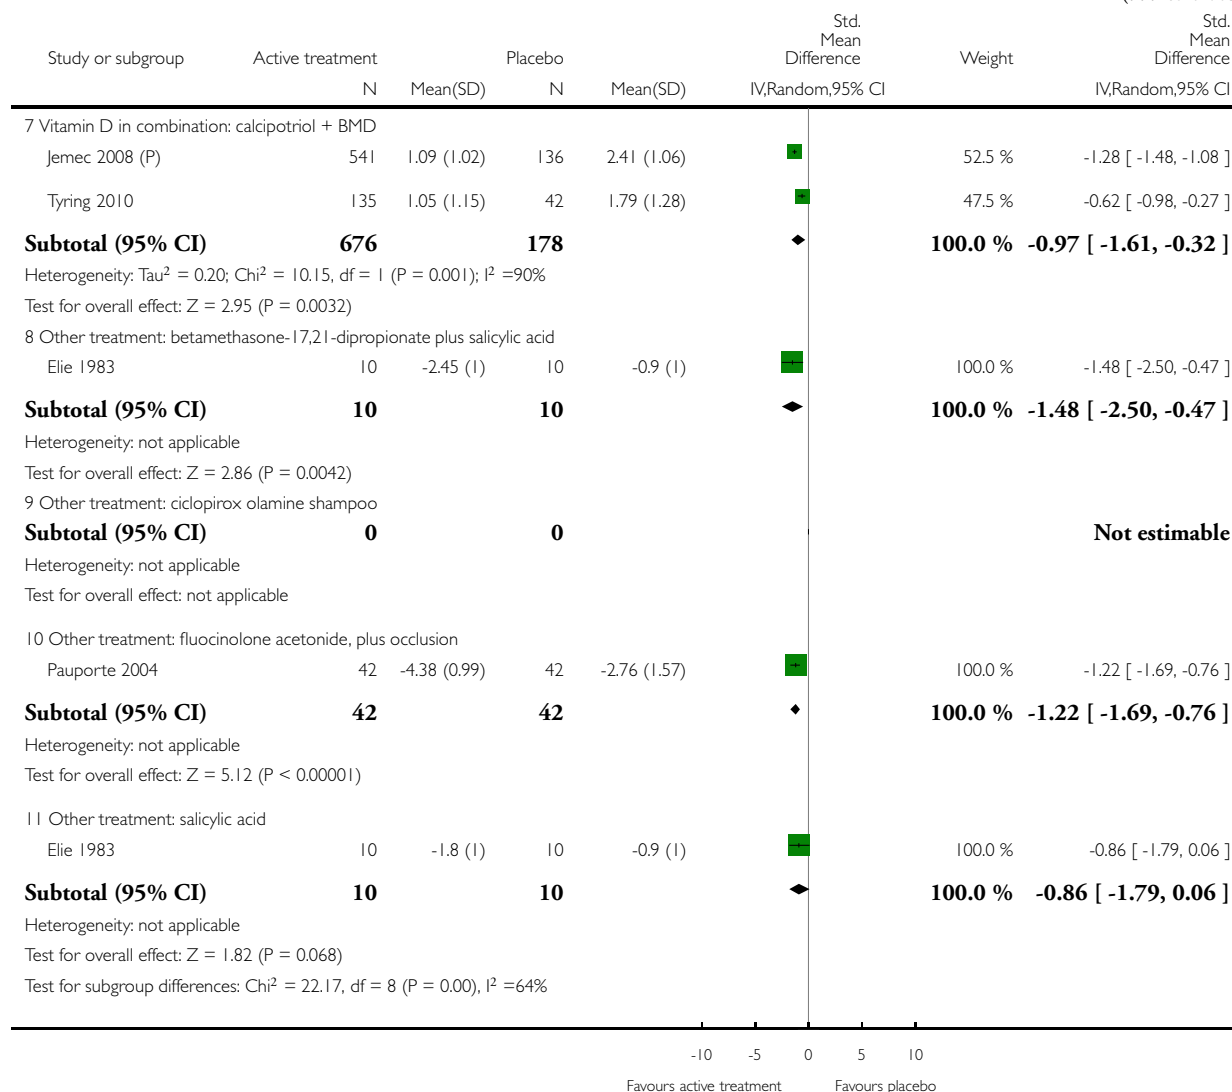 Std.
Mean
Difference
Std.
Mean
Difference
Study or subgroup Active treatment Placebo Weight
N Mean(SD) N Mean(SD) IV,Random,95% CI IV,Random,95% CI
7 Vitamin D in combination: calcipotriol + BMD
Jemec 2008 (P) 541 1.09 (1.02) 136 2.41 (1.06) 52.5 % -1.28 [ -1.48, -1.08 ]
Tyring 2010 135 1.05 (1.15) 42 1.79 (1.28) 47.5 % -0.62 [ -0.98, -0.27 ]
Subtotal (95% CI) 676 178 100.0 % -0.97 [ -1.61, -0.32 ]
Heterogeneity: Tau² = 0.20; Chi² = 10.15, df = 1 (P = 0.001); I² =90%
Test for overall effect: Z = 2.95 (P = 0.0032)
8 Other treatment: betamethasone-17,21-dipropionate plus salicylic acid
Elie 1983 10 -2.45 (1) 10 -0.9 (1) 100.0 % -1.48 [ -2.50, -0.47 ]
Subtotal (95% CI) 10 10 100.0 % -1.48 [ -2.50, -0.47 ]
Heterogeneity: not applicable
Test for overall effect: Z = 2.86 (P = 0.0042)
9 Other treatment: ciclopirox olamine shampoo
Subtotal (95% CI) 0 0 Not estimable
Heterogeneity: not applicable
Test for overall effect: not applicable
10 Other treatment: fluocinolone acetonide, plus occlusion
Pauporte 2004 42 -4.38 (0.99) 42 -2.76 (1.57) 100.0 % -1.22 [ -1.69, -0.76 ]
Subtotal (95% CI) 42 42 100.0 % -1.22 [ -1.69, -0.76 ]
Heterogeneity: not applicable
Test for overall effect: Z = 5.12 (P < 0.00001)
11 Other treatment: salicylic acid
Elie 1983 10 -1.8 (1) 10 -0.9 (1) 100.0 % -0.86 [ -1.79, 0.06 ]
Subtotal (95% CI) 10 10 100.0 % -0.86 [ -1.79, 0.06 ]
Heterogeneity: not applicable
Test for overall effect: Z = 1.82 (P = 0.068)
Test for subgroup differences: Chi² = 22.17, df = 8 (P = 0.00), I² =64%
-10 -5 0 5 10
Favours active treatment Favours placebo